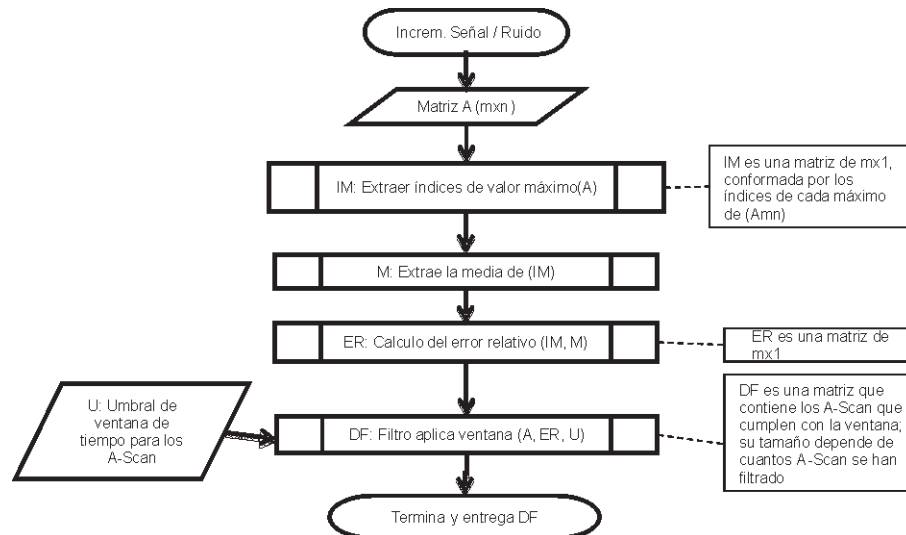 Increm. Señal / Ruido
Matriz A (mxn)
IM: Extraer índices de valor máximo(A)
IM es una matriz de mx1,
conformada por los
índices de cada máximo
de (Amn)
M: Extrae la media de (IM)
ER: Calculo del error relativo (IM, M)
ER es una matriz de
mx1
U: Umbral de
ventana de
tiempo para los
A-Scan
DF: Filtro aplica ventana (A, ER, U)
DF es una matriz que
contiene los A-Scan que
cumplen con la ventana;
su tamaño depende de
cuantos A-Scan se han
filtrado
Termina y entrega DF